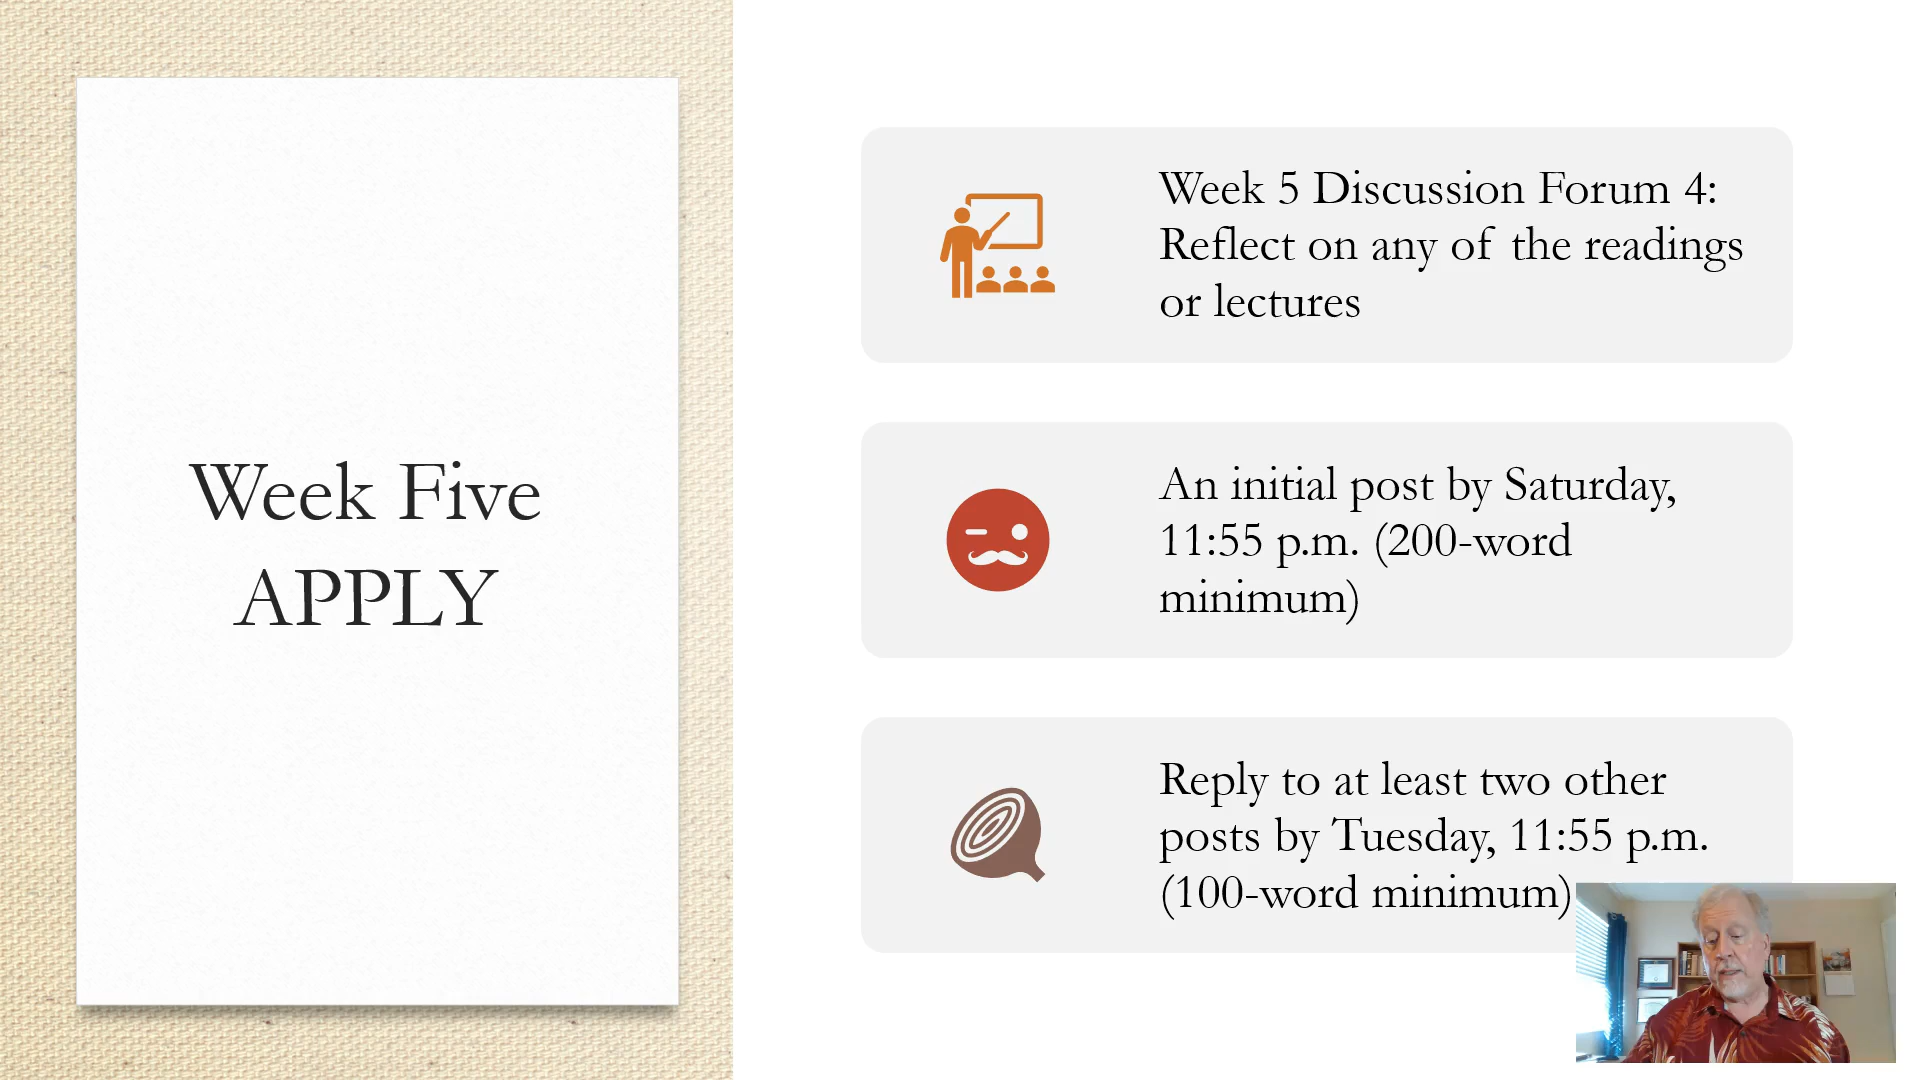 Week Five
APPLY
Week 5 Discussion Forum 4:
Reflect on any of the readings
or lectures
An initial post by Saturday,
11:55 p.m. (200-word
minimum)
Reply to at least two other
posts by Tuesday, 11:55 p.m.
(100-word minimum)